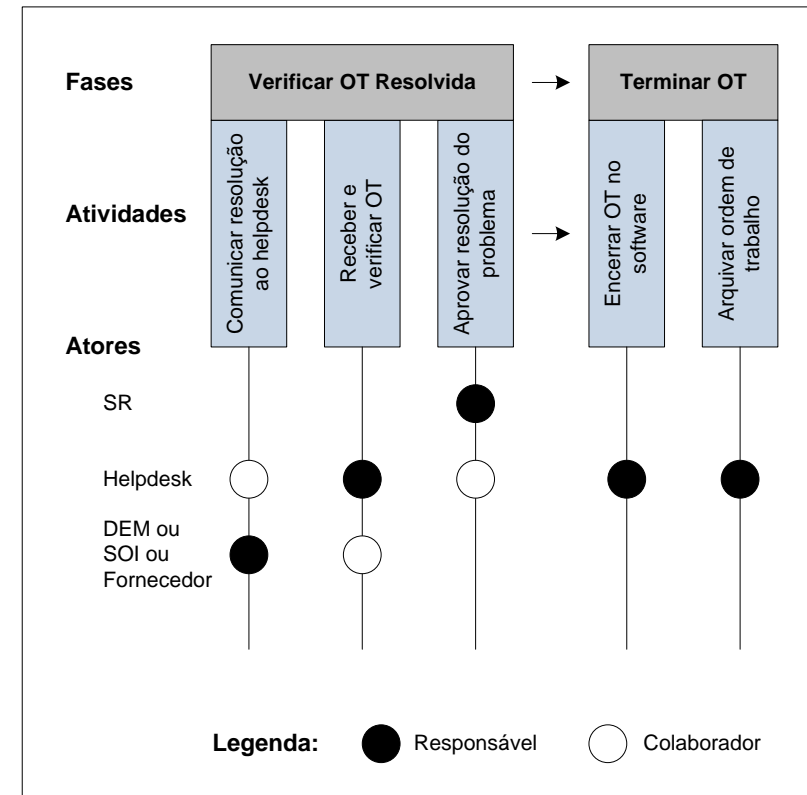 Fases
Verificar OT Resolvida
Terminar OT
Atividades
Comunicar resolução
ao helpdesk
Receber e
verificar OT
Aprovar resolução do
problema
Encerrar OT no
software
Arquivar ordem de
trabalho
Atores
SR
Helpdesk
DEM ou
SOI ou
Fornecedor
Legenda:
Responsável
Colaborador